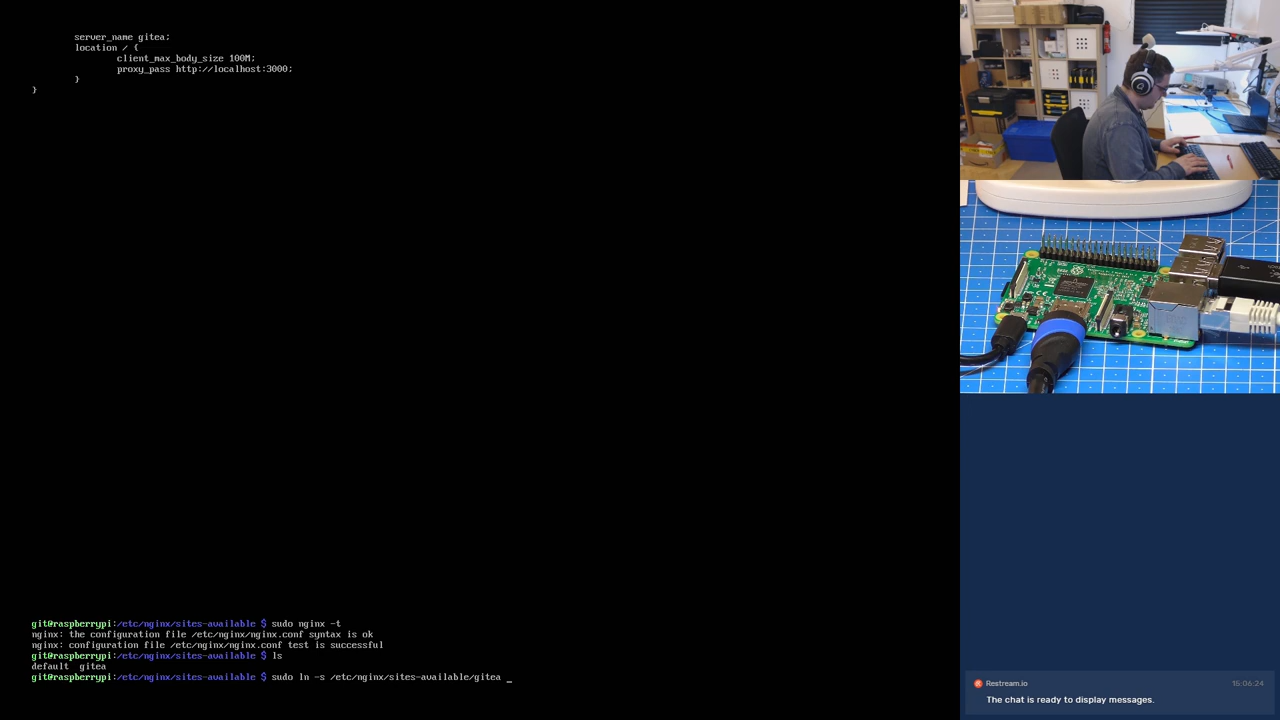 server_name gitea;
location / {
client_max_body_size 100M;
proxy_pass http://localhost:3000;
}
}
git@raspberrypi:/etc/nginx/sites-available $ sudo nginx -t
nginx: the configuration file /etc/nginx/nginx.conf syntax is ok
nginx: configuration file /etc/nginx/nginx.conf test is successful
git@raspberrypi:/etc/nginx/sites-available $ ls
default  gitea
git@raspberrypi:/etc/nginx/sites-available $ sudo ln -s /etc/nginx/sites-available/gitea _
Restream.io 15:06:24
The chat is ready to display messages.